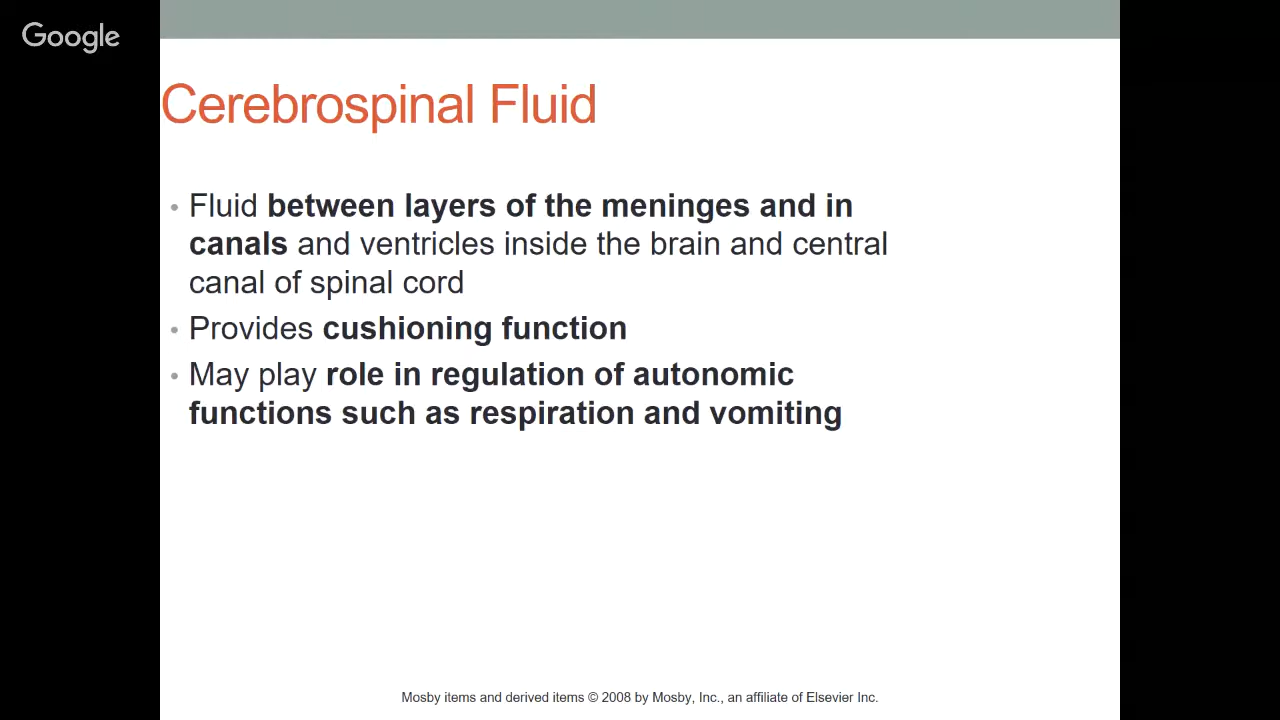 Google
Cerebrospinal Fluid
• Fluid between layers of the meninges and in
canals and ventricles inside the brain and central
canal of spinal cord
• Provides cushioning function
• May play role in regulation of autonomic
functions such as respiration and vomiting
Mosby items and derived items © 2008 by Mosby, Inc., an affiliate of Elsevier Inc.